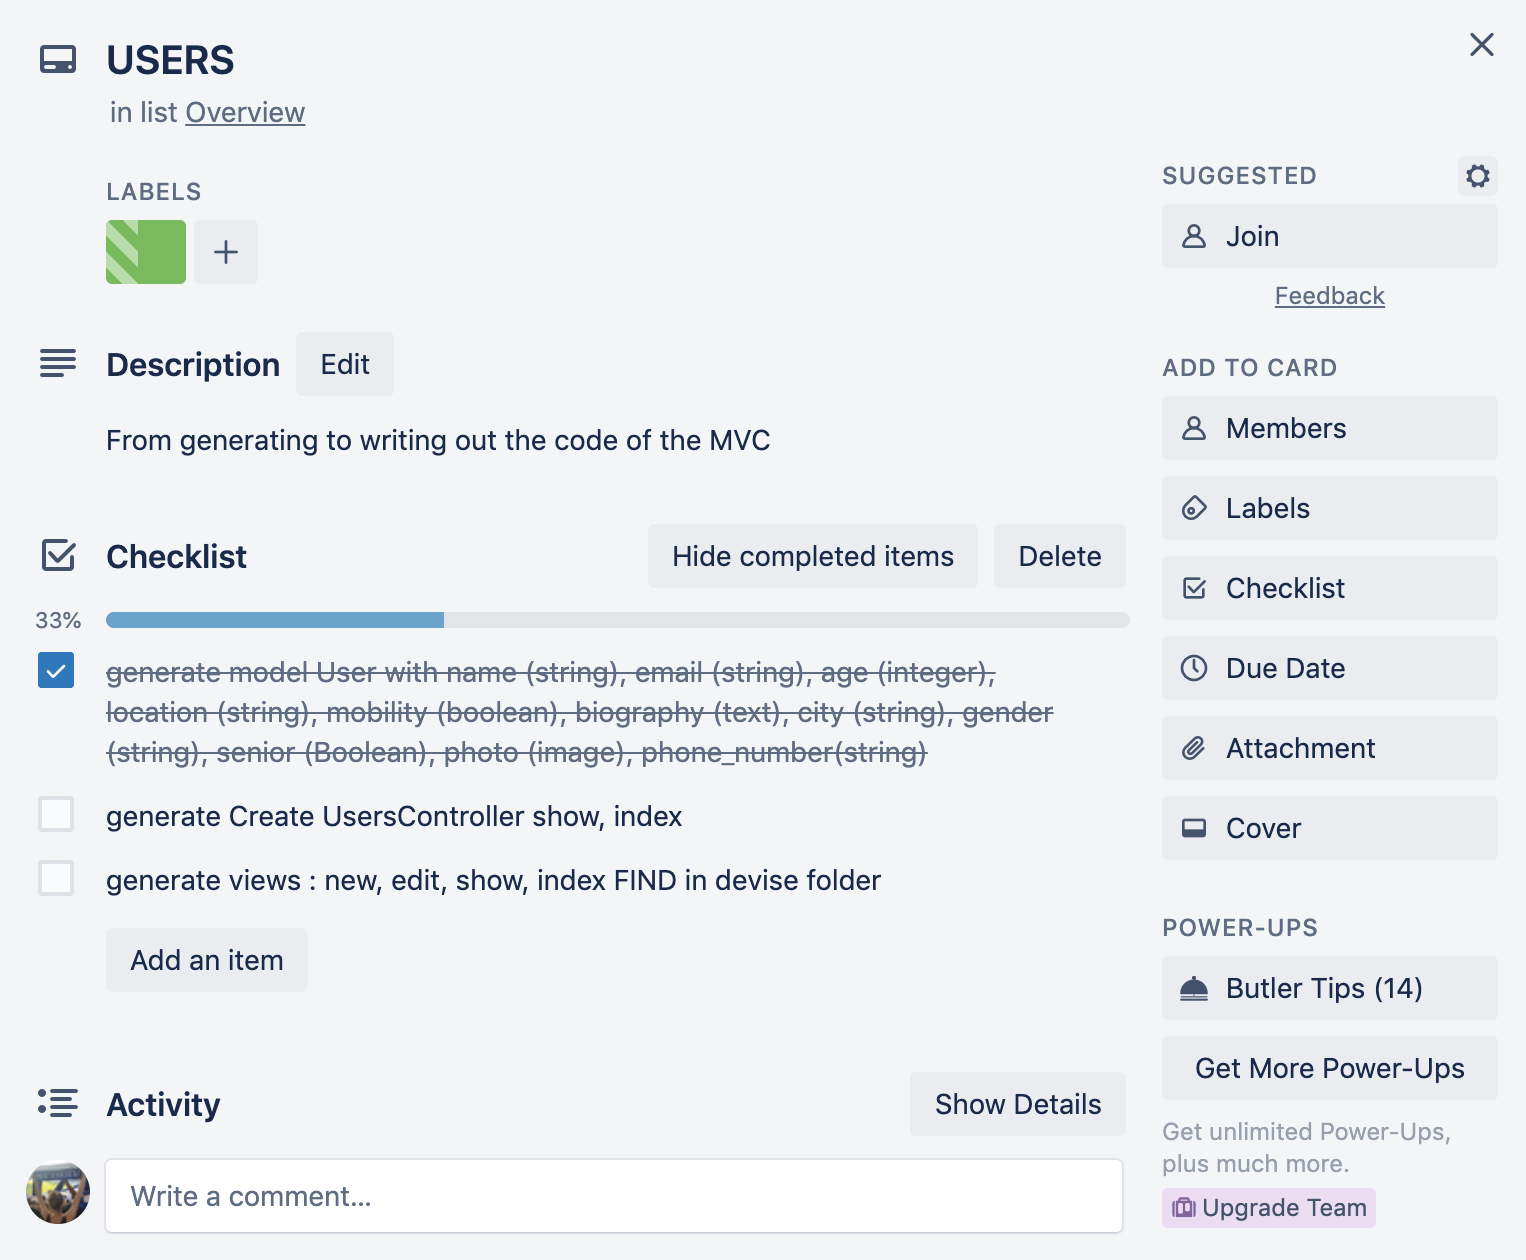 USERS
in list Overview
LABELS
Description
Edit
From generating to writing out the code of the MVC
Checklist
Hide completed items
Delete
33%
generate model User with name (string), email (string), age (integer),
location (string), mobility (boolean), biography (text), city (string), gender
(string), senior (Boolean), photo (image), phone_number(string)
generate Create UsersController show, index
generate views : new, edit, show, index FIND in devise folder
Add an item
Activity
Show Details
Write a comment...
SUGGESTED
Join
Feedback
ADD TO CARD
Members
Labels
Checklist
Due Date
Attachment
Cover
POWER-UPS
Butler Tips (14)
Get More Power-Ups
Get unlimited Power-Ups,
plus much more.
Upgrade Team